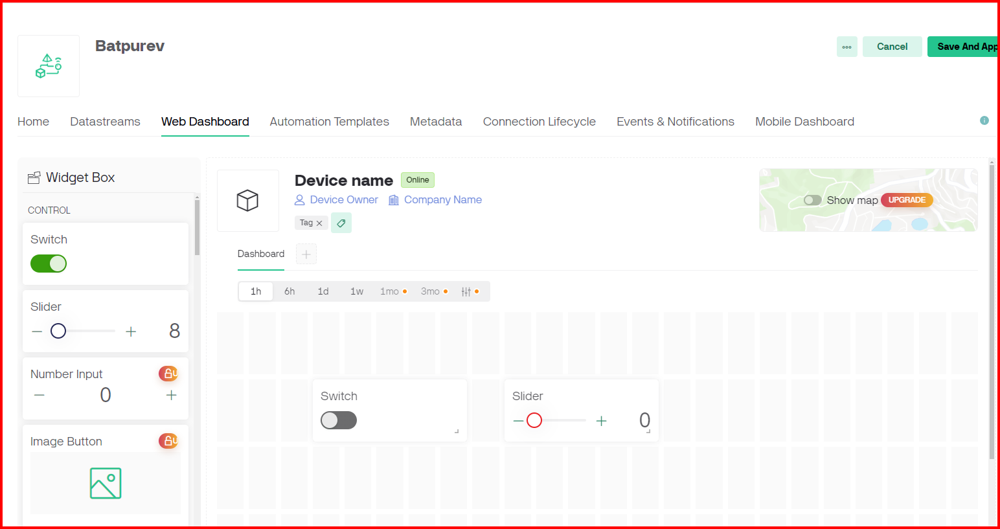 Batpurev
Cancel
Save And App
Home Datastreams Web Dashboard Automation Templates Metadata Connection Lifecycle Events & Notifications Mobile Dashboard
Widget Box
CONTROL
Switch
Slider
8
Number Input
U
0
Image Button
U
Device name Online
Device Owner Company Name
Tag
Show map UPGRADE
Dashboard
1h 6h 1d 1w 1mo 3mo
Switch
Slider
0